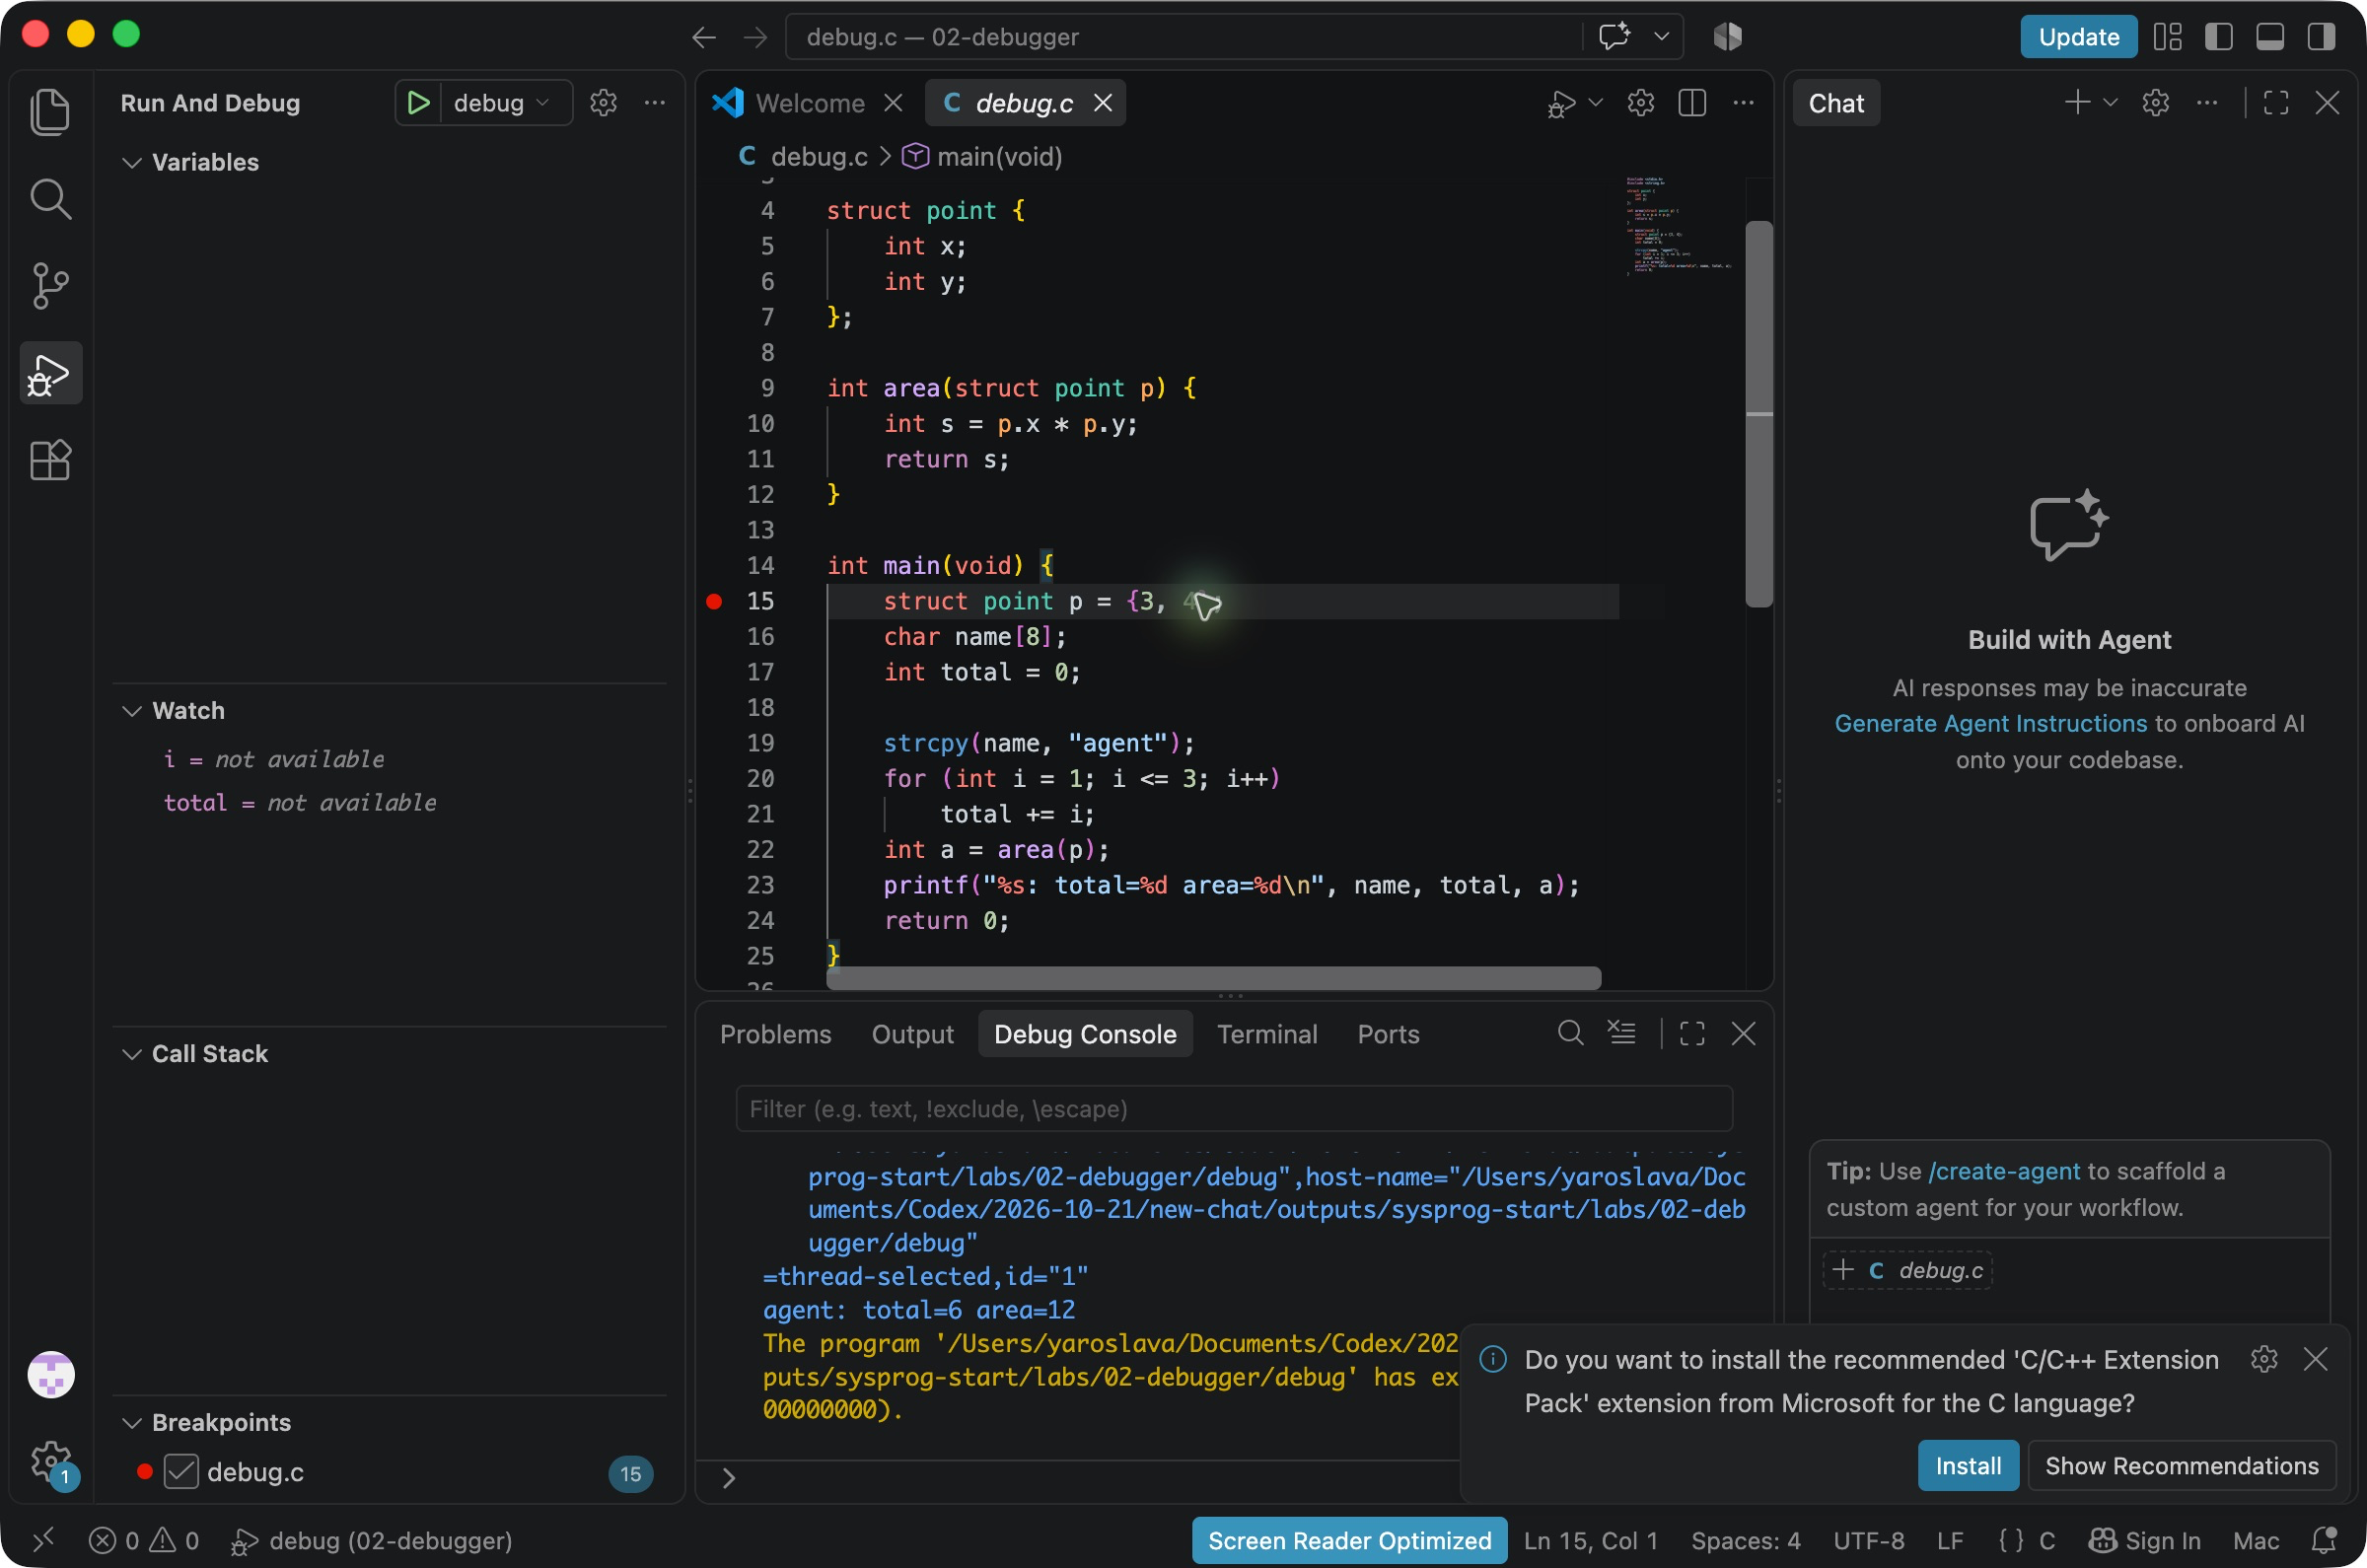 debug.c — 02-debugger
Update
Run And Debug
debug
Variables
Watch
i = not available
total = not available
Call Stack
Breakpoints
debug.c
15
1
Welcome
C debug.c
C debug.c > main(void)
4 struct point {
5 int x;
6 int y;
7 };
8
9 int area(struct point p) {
10 int s = p.x * p.y;
11 return s;
12 }
13
14 int main(void) {
15 struct point p = {3, 4
16 char name[8];
17 int total = 0;
18
19 strcpy(name, "agent");
20 for (int i = 1; i <= 3; i++)
21 total += i;
22 int a = area(p);
23 printf("%s: total=%d area=%d\n", name, total, a);
24 return 0;
25 }
Problems
Output
Debug Console
Terminal
Ports
Filter (e.g. text, !exclude, \escape)
prog-start/labs/02-debugger/debug",host-name="/Users/yaroslava/Doc
uments/Codex/2026-10-21/new-chat/outputs/sysprog-start/labs/02-deb
ugger/debug"
=thread-selected,id="1"
agent: total=6 area=12
The program '/Users/yaroslava/Documents/Codex/202
puts/sysprog-start/labs/02-debugger/debug' has ex
00000000).
Chat
Build with Agent
AI responses may be inaccurate
Generate Agent Instructions to onboard AI
onto your codebase.
Tip: Use /create-agent to scaffold a
custom agent for your workflow.
C debug.c
Do you want to install the recommended 'C/C++ Extension
Pack' extension from Microsoft for the C language?
Install
Show Recommendations
0 0
debug (02-debugger)
Screen Reader Optimized
Ln 15, Col 1
Spaces: 4
UTF-8
LF
{ } C
Sign In
Mac